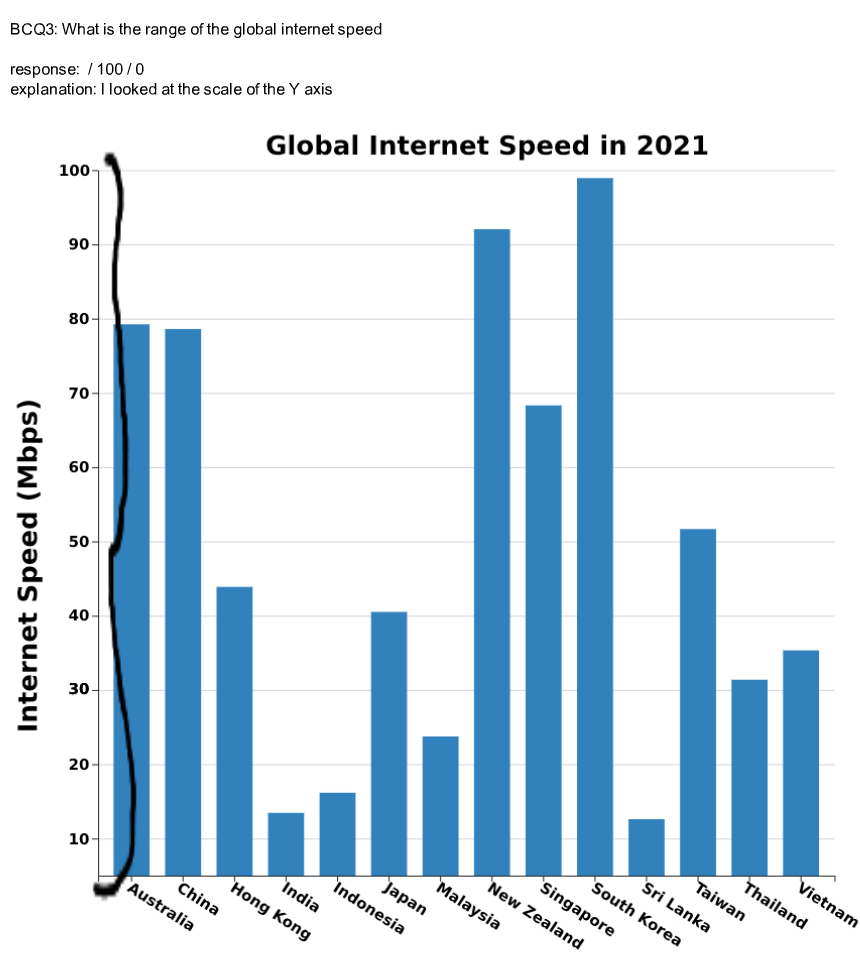 BCQ3: What is the range of the global internet speed
response:  / 100 / 0
explanation: I looked at the scale of the Y axis
Global Internet Speed in 2021
Internet Speed (Mbps)
100
90
80
70
60
50
40
30
20
10
Australia
China
Hong Kong
India
Indonesia
Japan
Malaysia
New Zealand
Singapore
South Korea
Sri Lanka
Taiwan
Thailand
Vietnam